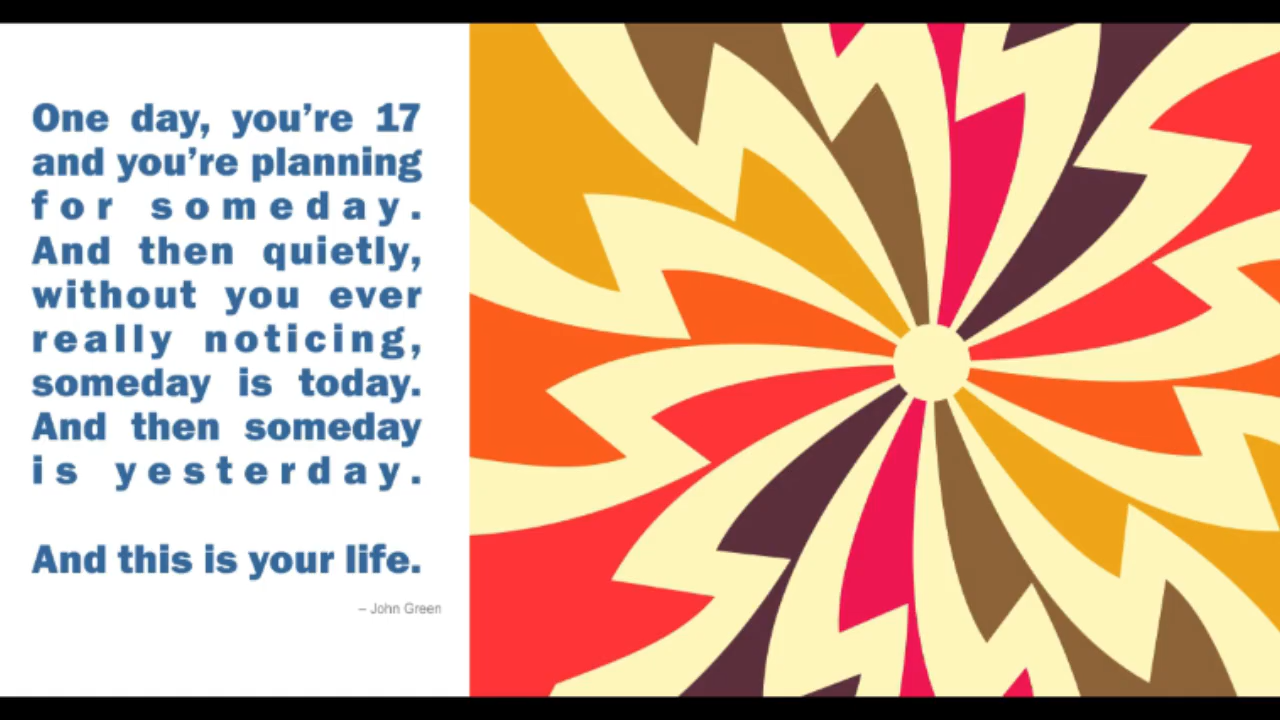 One day, you’re 17
and you’re planning
for someday.
And then quietly,
without you ever
really noticing,
someday is today.
And then someday
is yesterday.
And this is your life.
– John Green